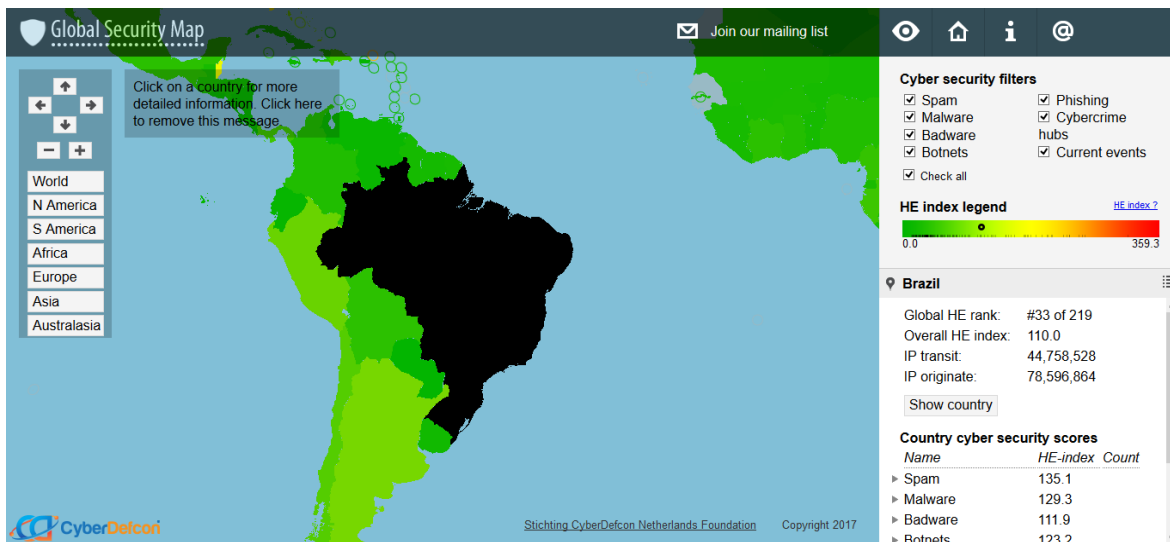 Global Security Map
Join our mailing list
Click on a country for more
detailed information. Click here
to remove this message
World
N America
S America
Africa
Europe
Asia
Australasia
Cyber security filters
Spam
Malware
Badware
Botnets
Phishing
Cybercrime
hubs
Current events
Check all
HE index legend
HE index ?
0.0
359.3
Brazil
Global HE rank: #33 of 219
Overall HE index: 110.0
IP transit: 44,758,528
IP originate: 78,596,864
Show country
Country cyber security scores
Name HE-index Count
Spam 135.1
Malware 129.3
Badware 111.9
Botnets 123.2
CyberDefcon
Stichting CyberDefcon Netherlands Foundation
Copyright 2017